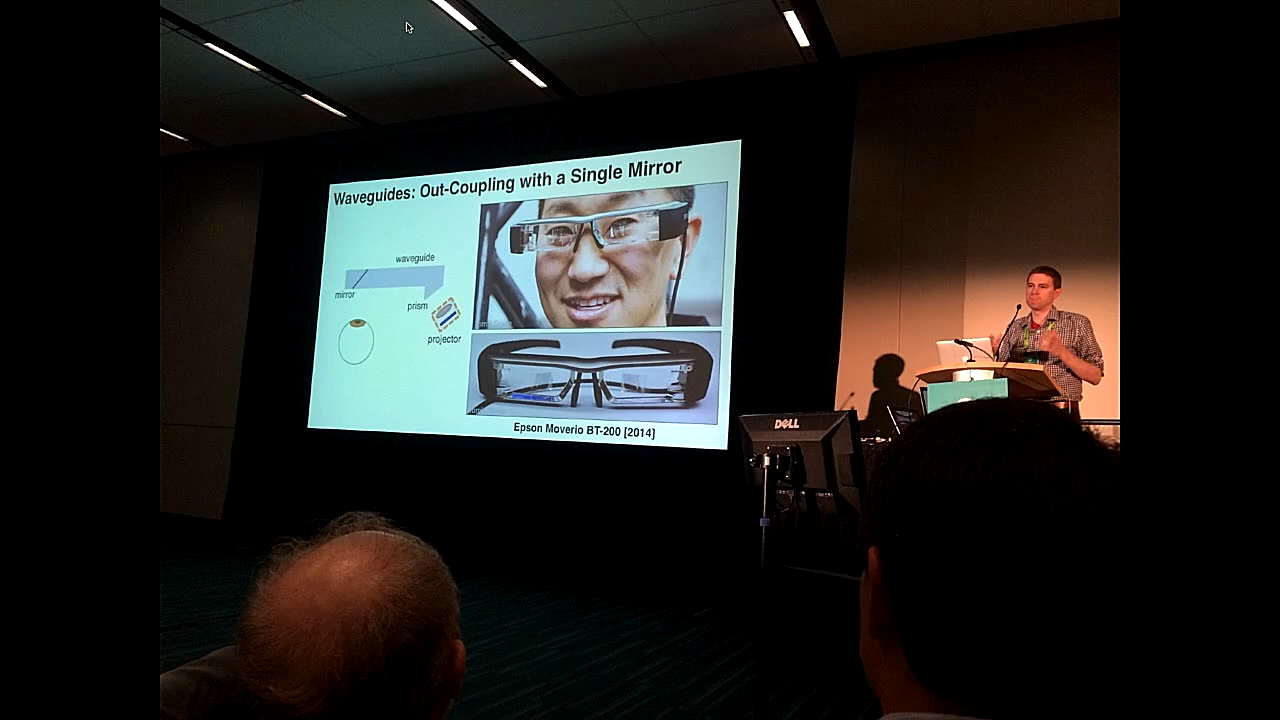 Waveguides: Out-Coupling with a Single Mirror
waveguide
mirror
prism
projector
Epson Moverio BT-200 [2014]
DELL